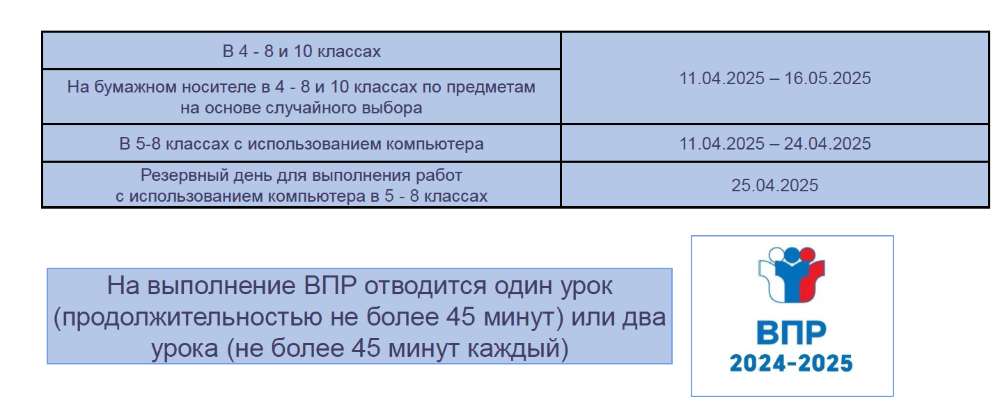 В 4 - 8 и 10 классах
11.04.2025 – 16.05.2025
На бумажном носителе в 4 - 8 и 10 классах по предметам
на основе случайного выбора
В 5-8 классах с использованием компьютера
11.04.2025 – 24.04.2025
Резервный день для выполнения работ
с использованием компьютера в 5 - 8 классах
25.04.2025
На выполнение ВПР отводится один урок
(продолжительностью не более 45 минут) или два
урока (не более 45 минут каждый)
ВПР
2024-2025